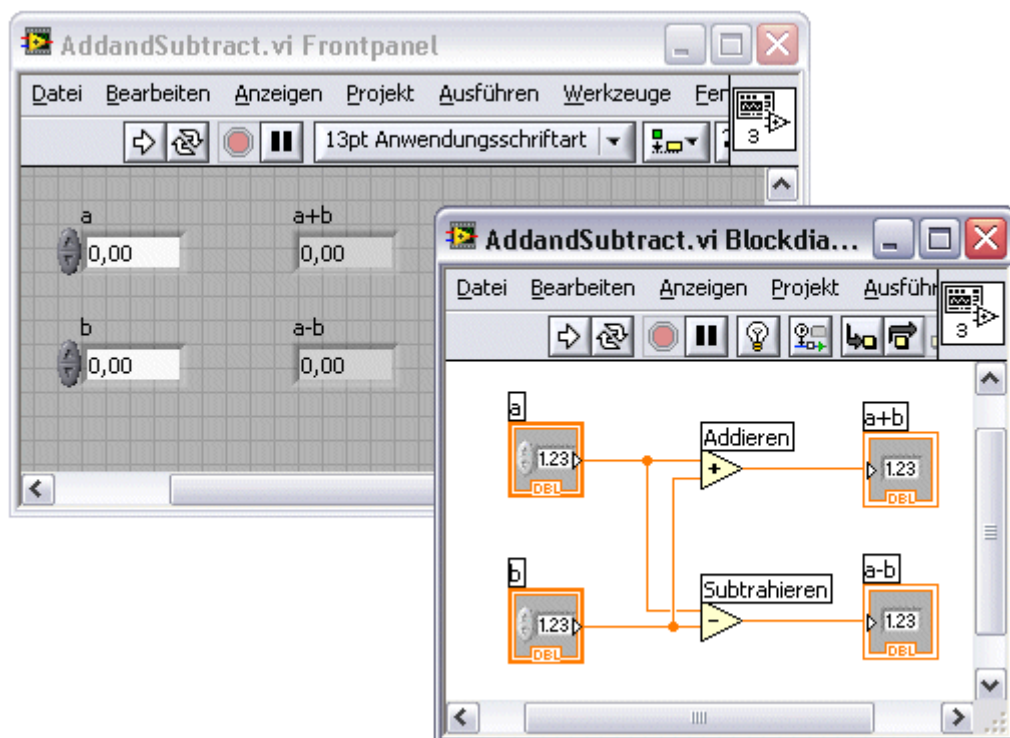 AddandSubtract.vi Frontpanel
Datei Bearbeiten Anzeigen Projekt Ausführen Werkzeuge Fen
13pt Anwendungsschriftart
3
a
0,00
a+b
0,00
b
0,00
a-b
0,00
AddandSubtract.vi Blockdia...
Datei Bearbeiten Anzeigen Projekt Ausführ
3
a
1.23
DBL
Addieren
+
a+b
1.23
DBL
b
1.23
DBL
Subtrahieren
-
a-b
1.23
DBL